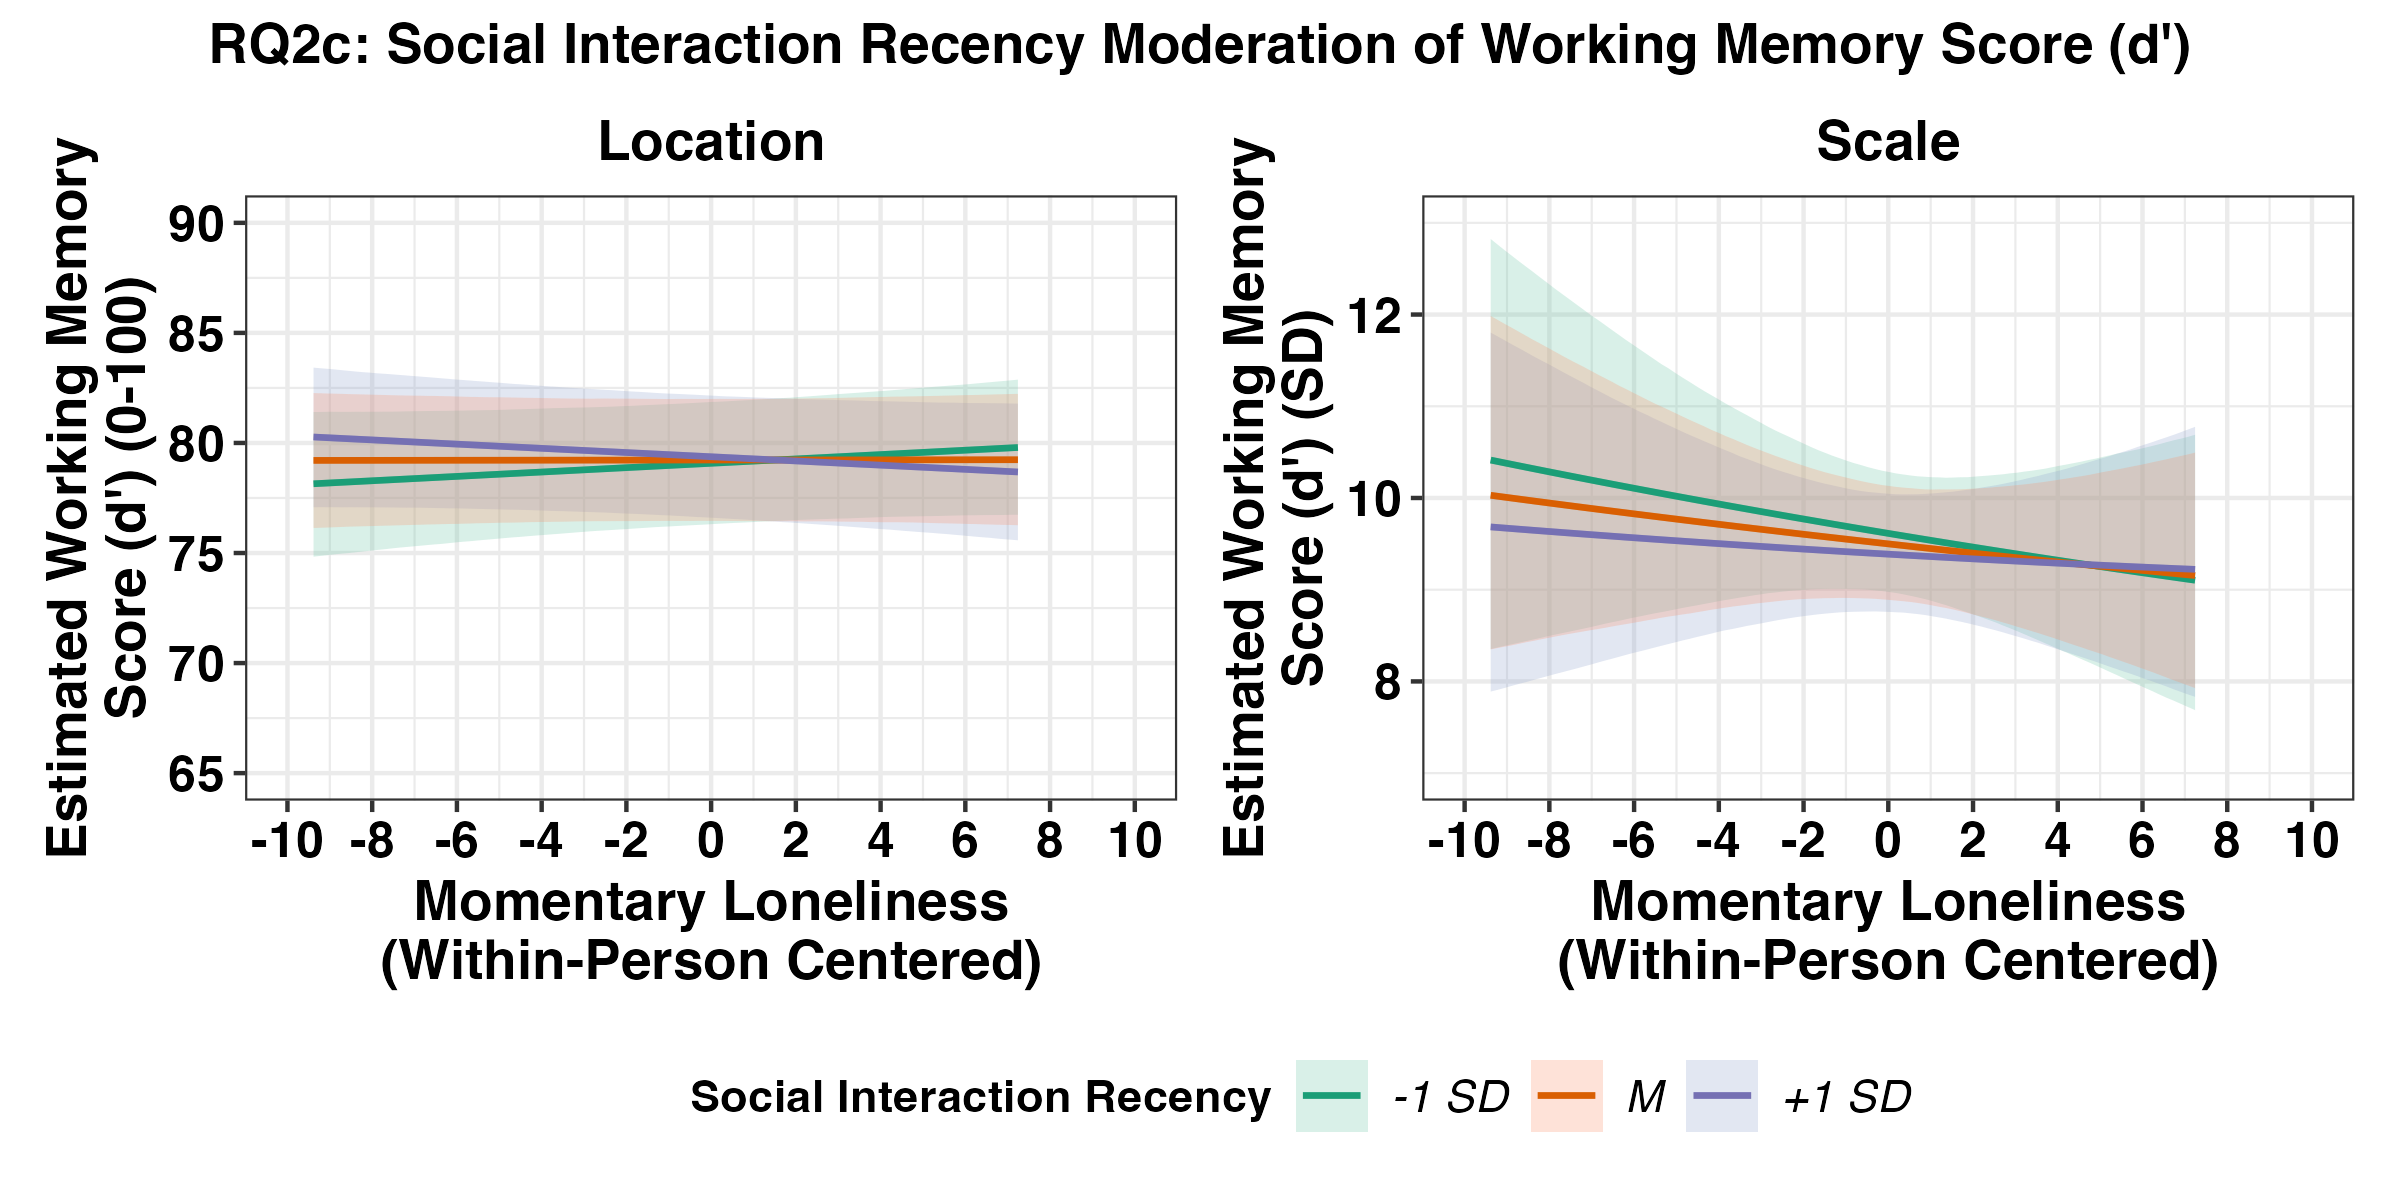 RQ2c: Social Interaction Recency Moderation of Working Memory Score (d')
Location
Estimated Working Memory
Score (d') (0-100)
90
85
80
75
70
65
-10 -8 -6 -4 -2 0 2 4 6 8 10
Momentary Loneliness
(Within-Person Centered)
Scale
Estimated Working Memory
Score (d') (SD)
12
10
8
-10 -8 -6 -4 -2 0 2 4 6 8 10
Momentary Loneliness
(Within-Person Centered)
Social Interaction Recency -1 SD M +1 SD